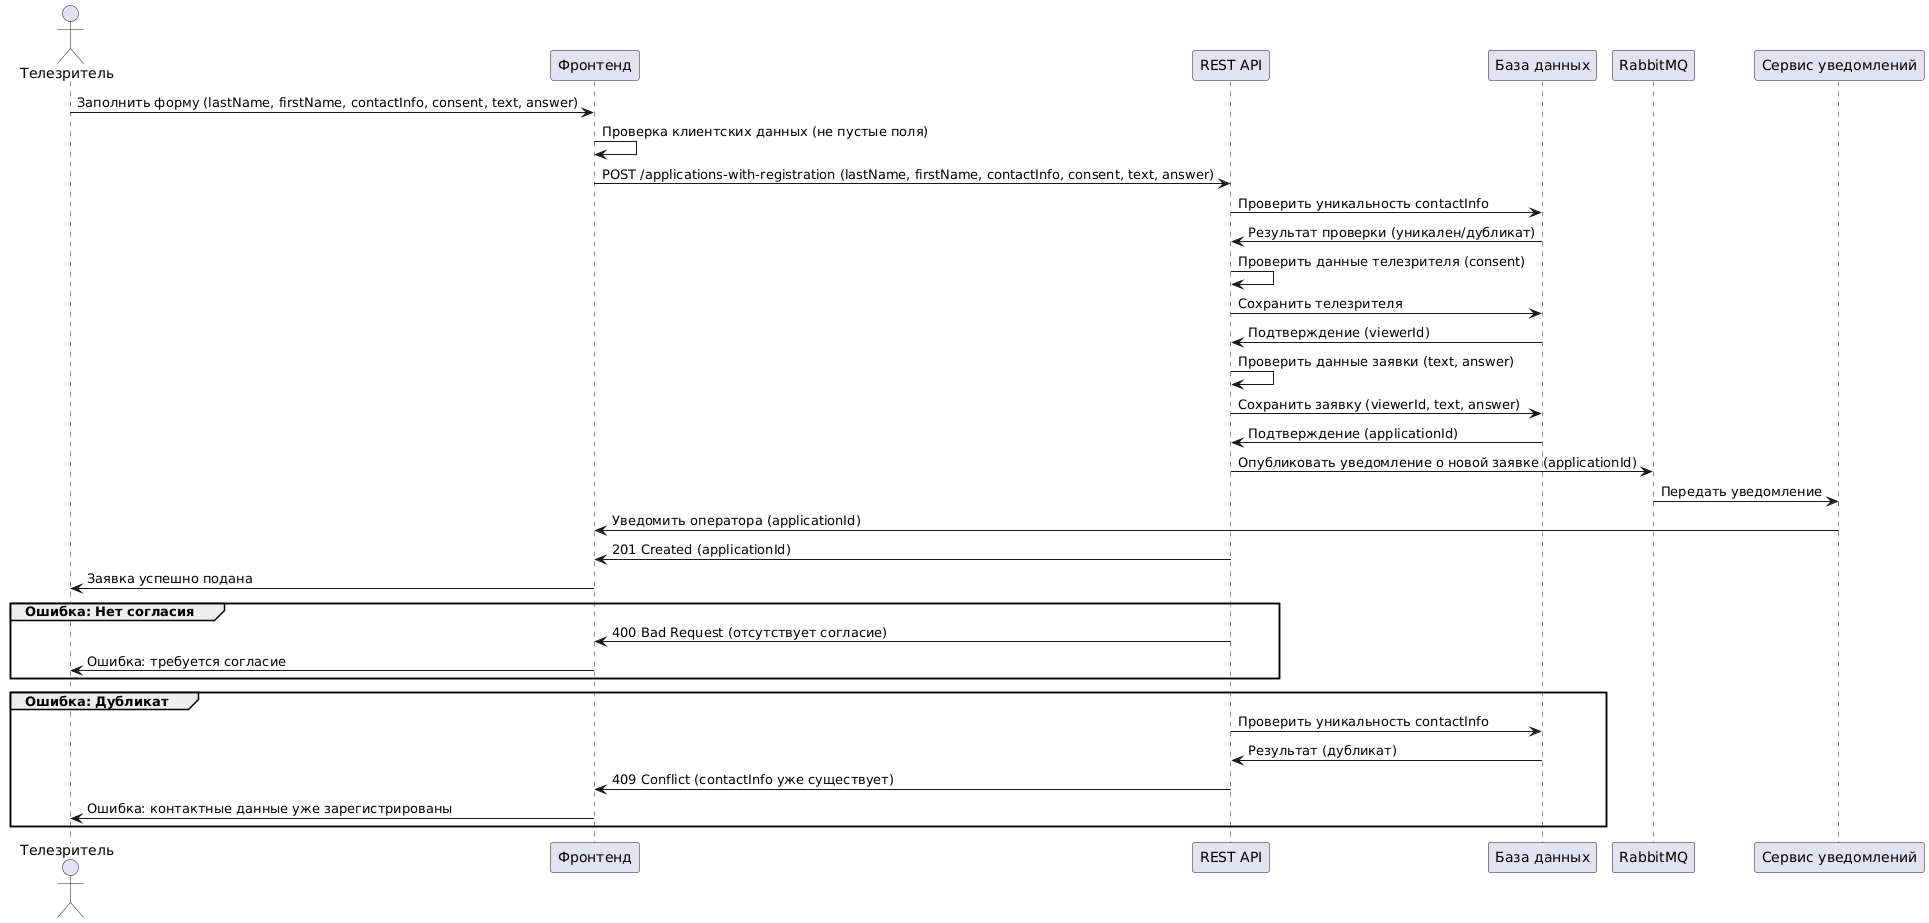 Телезритель
Фронтенд
REST API
База данных
RabbitMQ
Сервис уведомлений
Заполнить форму (lastName, firstName, contactInfo, consent, text, answer)
Проверка клиентских данных (не пустые поля)
POST /applications-with-registration (lastName, firstName, contactInfo, consent, text, answer)
Проверить уникальность contactInfo
Результат проверки (уникален/дубликат)
Проверить данные телезрителя (consent)
Сохранить телезрителя
Подтверждение (viewerId)
Проверить данные заявки (text, answer)
Сохранить заявку (viewerId, text, answer)
Подтверждение (applicationId)
Опубликовать уведомление о новой заявке (applicationId)
Передать уведомление
Уведомить оператора (applicationId)
201 Created (applicationId)
Заявка успешно подана
Ошибка: Нет согласия
400 Bad Request (отсутствует согласие)
Ошибка: требуется согласие
Ошибка: Дубликат
Проверить уникальность contactInfo
Результат (дубликат)
409 Conflict (contactInfo уже существует)
Ошибка: контактные данные уже зарегистрированы
Телезритель
Фронтенд
REST API
База данных
RabbitMQ
Сервис уведомлений